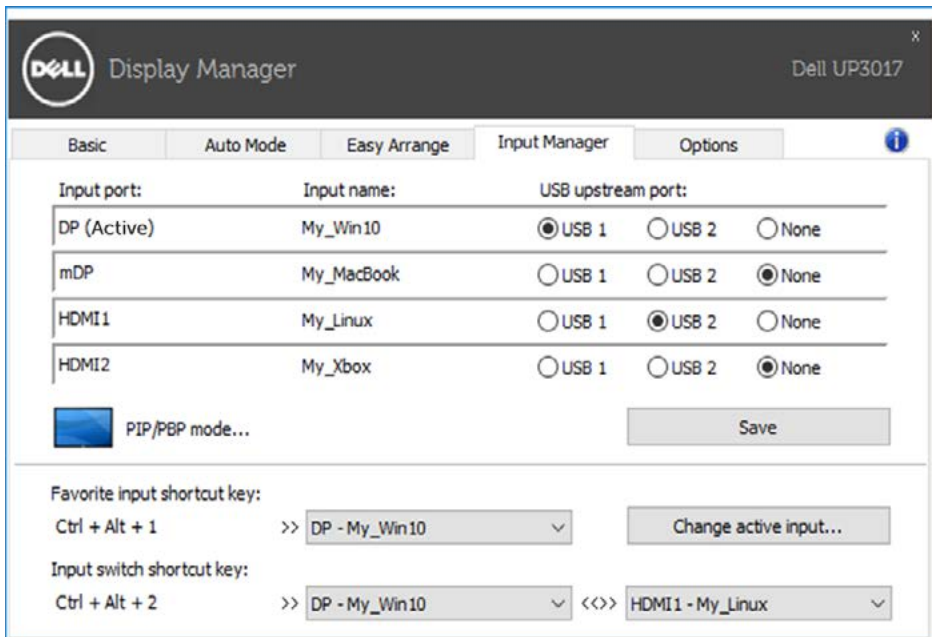 x
DELL Display Manager Dell UP3017
Basic Auto Mode Easy Arrange Input Manager Options i
Input port: Input name: USB upstream port:
DP (Active) My_Win10 USB 1 USB 2 None
mDP My_MacBook USB 1 USB 2 None
HDMI1 My_Linux USB 1 USB 2 None
HDMI2 My_Xbox USB 1 USB 2 None
PIP/PBP mode... Save
Favorite input shortcut key:
Ctrl + Alt + 1 >> DP - My_Win10 Change active input...
Input switch shortcut key:
Ctrl + Alt + 2 >> DP - My_Win10 <<>> HDMI1 - My_Linux